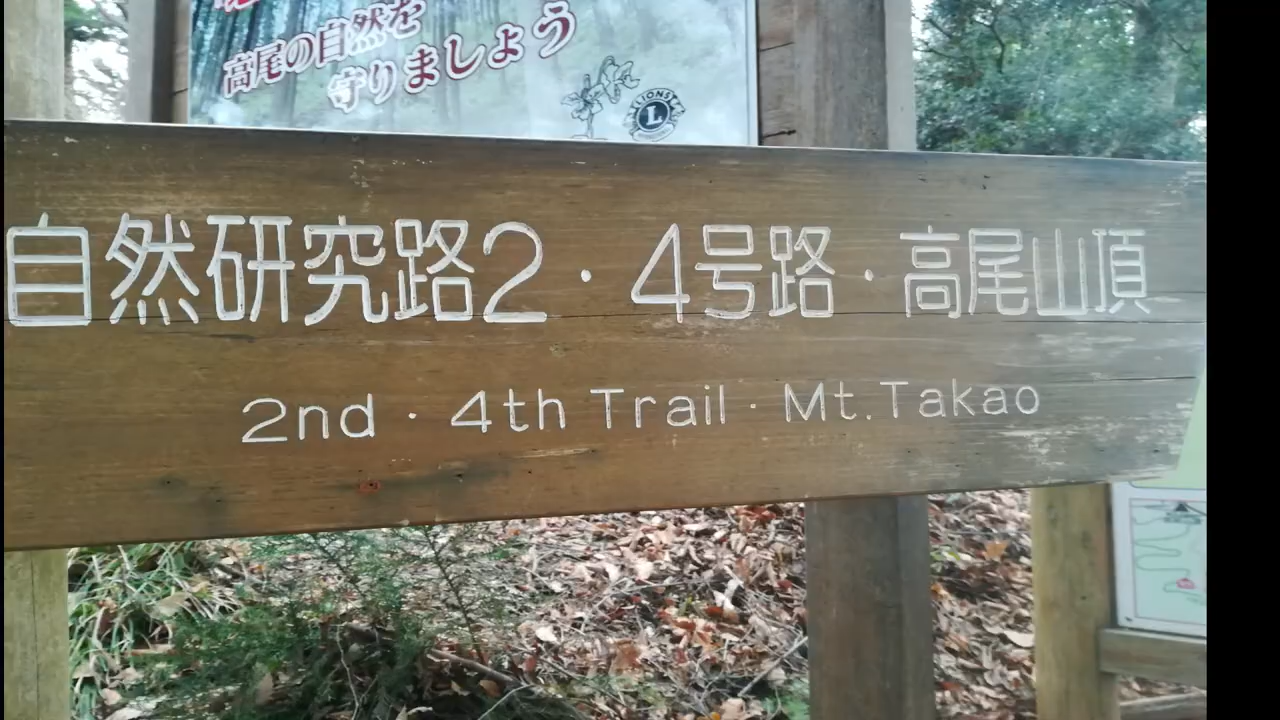 高尾の自然を
守りましょう
LIONS
L
自然研究路2・4号路・高尾山頂
2nd・4th Trail・Mt.Takao